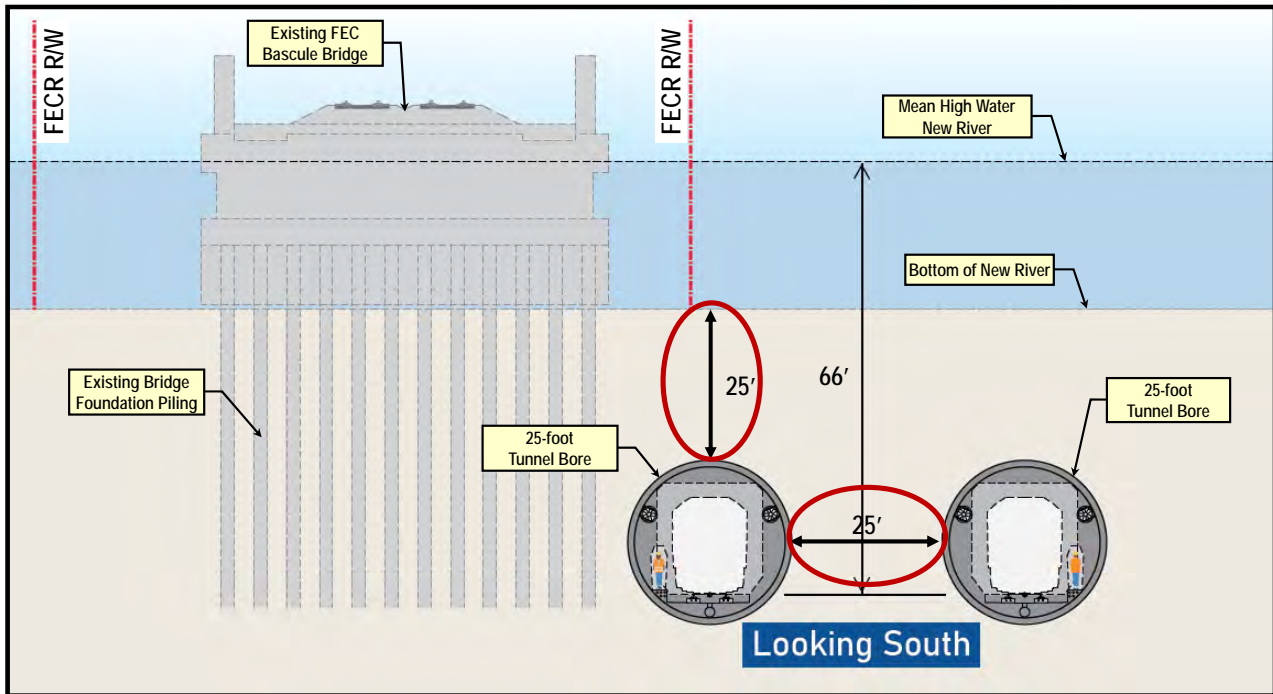 FECR R/W
Existing FEC
Bascule Bridge
FECR R/W
Mean High Water
New River
Bottom of New River
Existing Bridge
Foundation Piling
25'
66'
25-foot
Tunnel Bore
25-foot
Tunnel Bore
25'
Looking South